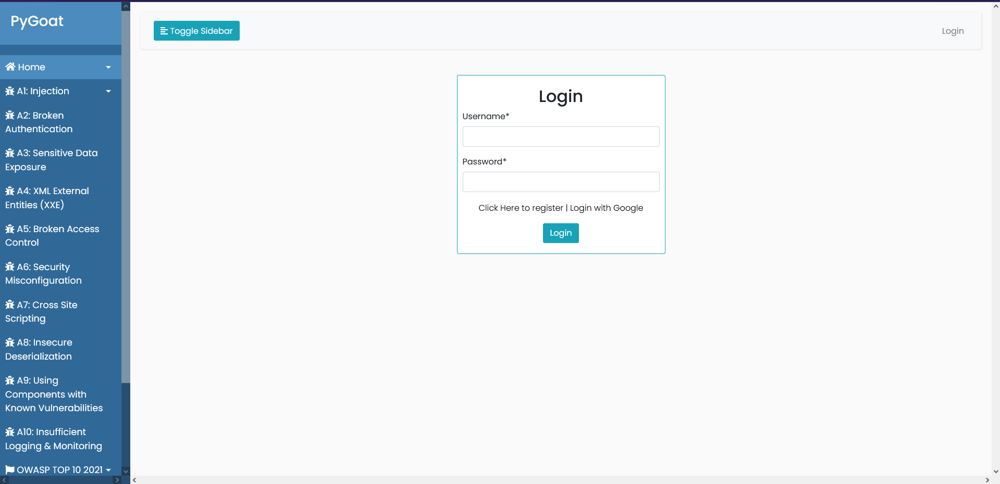 PyGoat
Home
A1: Injection
A2: Broken
Authentication
A3: Sensitive Data
Exposure
A4: XML External
Entities (XXE)
A5: Broken Access
Control
A6: Security
Misconfiguration
A7: Cross Site
Scripting
A8: Insecure
Deserialization
A9: Using
Components with
Known Vulnerabilities
A10: Insufficient
Logging & Monitoring
OWASP TOP 10 2021
Toggle Sidebar
Login
Login
Username*
Password*
Click Here to register | Login with Google
Login